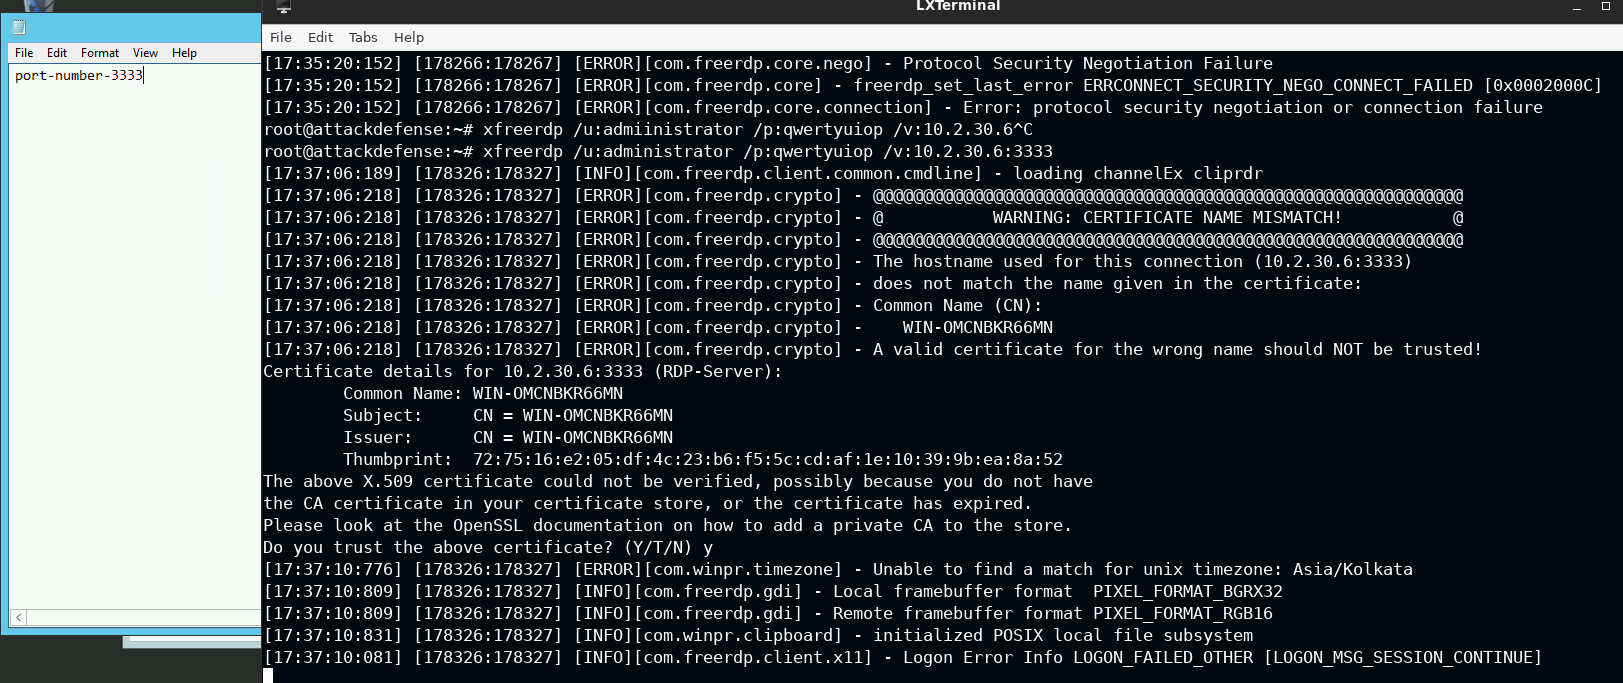 File Edit Format View Help
port-number-3333
LXTerminal
File Edit Tabs Help
[17:35:20:152] [178266:178267] [ERROR][com.freerdp.core.nego] - Protocol Security Negotiation Failure
[17:35:20:152] [178266:178267] [ERROR][com.freerdp.core] - freerdp_set_last_error ERRCONNECT_SECURITY_NEGO_CONNECT_FAILED [0x0002000C]
[17:35:20:152] [178266:178267] [ERROR][com.freerdp.core.connection] - Error: protocol security negotiation or connection failure
root@attackdefense:~# xfreerdp /u:admiinistrator /p:qwertyuiop /v:10.2.30.6^C
root@attackdefense:~# xfreerdp /u:administrator /p:qwertyuiop /v:10.2.30.6:3333
[17:37:06:189] [178326:178327] [INFO][com.freerdp.client.common.cmdline] - loading channelEx cliprdr
[17:37:06:218] [178326:178327] [ERROR][com.freerdp.crypto] - @@@@@@@@@@@@@@@@@@@@@@@@@@@@@@@@@@@@@@@@@@@@@@@@@@@@@@@@@@@
[17:37:06:218] [178326:178327] [ERROR][com.freerdp.crypto] - @           WARNING: CERTIFICATE NAME MISMATCH!           @
[17:37:06:218] [178326:178327] [ERROR][com.freerdp.crypto] - @@@@@@@@@@@@@@@@@@@@@@@@@@@@@@@@@@@@@@@@@@@@@@@@@@@@@@@@@@@
[17:37:06:218] [178326:178327] [ERROR][com.freerdp.crypto] - The hostname used for this connection (10.2.30.6:3333)
[17:37:06:218] [178326:178327] [ERROR][com.freerdp.crypto] - does not match the name given in the certificate:
[17:37:06:218] [178326:178327] [ERROR][com.freerdp.crypto] - Common Name (CN):
[17:37:06:218] [178326:178327] [ERROR][com.freerdp.crypto] -    WIN-OMCNBKR66MN
[17:37:06:218] [178326:178327] [ERROR][com.freerdp.crypto] - A valid certificate for the wrong name should NOT be trusted!
Certificate details for 10.2.30.6:3333 (RDP-Server):
Common Name: WIN-OMCNBKR66MN
Subject:     CN = WIN-OMCNBKR66MN
Issuer:      CN = WIN-OMCNBKR66MN
Thumbprint:  72:75:16:e2:05:df:4c:23:b6:f5:5c:cd:af:1e:10:39:9b:ea:8a:52
The above X.509 certificate could not be verified, possibly because you do not have
the CA certificate in your certificate store, or the certificate has expired.
Please look at the OpenSSL documentation on how to add a private CA to the store.
Do you trust the above certificate? (Y/T/N) y
[17:37:10:776] [178326:178327] [ERROR][com.winpr.timezone] - Unable to find a match for unix timezone: Asia/Kolkata
[17:37:10:809] [178326:178327] [INFO][com.freerdp.gdi] - Local framebuffer format  PIXEL_FORMAT_BGRX32
[17:37:10:809] [178326:178327] [INFO][com.freerdp.gdi] - Remote framebuffer format PIXEL_FORMAT_RGB16
[17:37:10:831] [178326:178327] [INFO][com.winpr.clipboard] - initialized POSIX local file subsystem
[17:37:10:081] [178326:178327] [INFO][com.freerdp.client.x11] - Logon Error Info LOGON_FAILED_OTHER [LOGON_MSG_SESSION_CONTINUE]